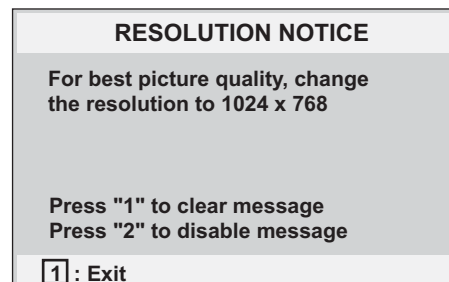 RESOLUTION NOTICE
For best picture quality, change
the resolution to 1024 x 768
Press "1" to clear message
Press "2" to disable message
1 : Exit